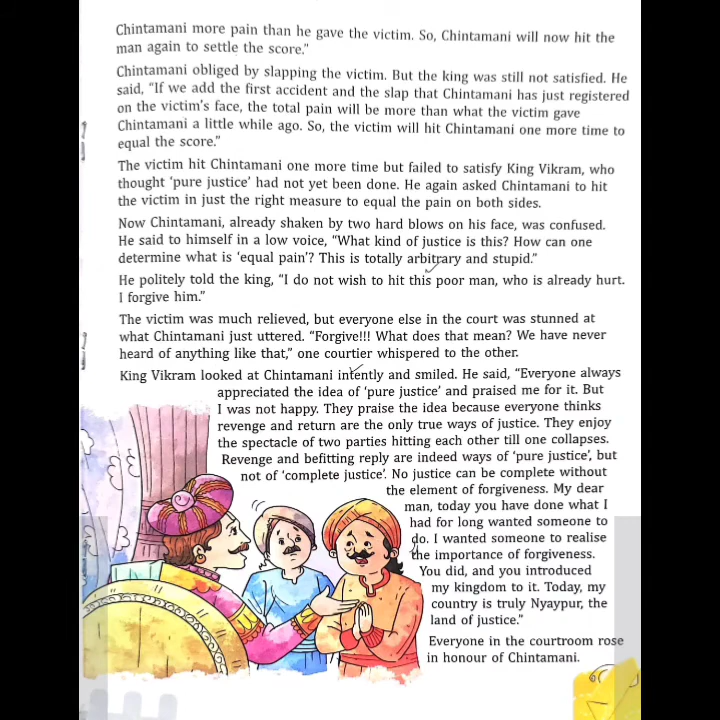 Chintamani more pain than he gave the victim. So, Chintamani will now hit the
man again to settle the score."
Chintamani obliged by slapping the victim. But the king was still not satisfied. He
said, "If we add the first accident and the slap that Chintamani has just registered
on the victim's face, the total pain will be more than what the victim gave
Chintamani a little while ago. So, the victim will hit Chintamani one more time to
equal the score."
The victim hit Chintamani one more time but failed to satisfy King Vikram, who
thought 'pure justice' had not yet been done. He again asked Chintamani to hit
the victim in just the right measure to equal the pain on both sides.
Now Chintamani, already shaken by two hard blows on his face, was confused.
He said to himself in a low voice, "What kind of justice is this? How can one
determine what is 'equal pain'? This is totally arbitrary and stupid."
He politely told the king, "I do not wish to hit this poor man, who is already hurt.
I forgive him."
The victim was much relieved, but everyone else in the court was stunned at
what Chintamani just uttered. "Forgive!!! What does that mean? We have never
heard of anything like that," one courtier whispered to the other.
King Vikram looked at Chintamani intently and smiled. He said, "Everyone always
appreciated the idea of 'pure justice' and praised me for it. But
I was not happy. They praise the idea because everyone thinks
revenge and return are the only true ways of justice. They enjoy
the spectacle of two parties hitting each other till one collapses.
Revenge and befitting reply are indeed ways of 'pure justice', but
not of 'complete justice'. No justice can be complete without
the element of forgiveness. My dear
man, today you have done what I
had for long wanted someone to
do. I wanted someone to realise
the importance of forgiveness.
You did, and you introduced
my kingdom to it. Today, my
country is truly Nyaypur, the
land of justice."
Everyone in the courtroom rose
in honour of Chintamani.